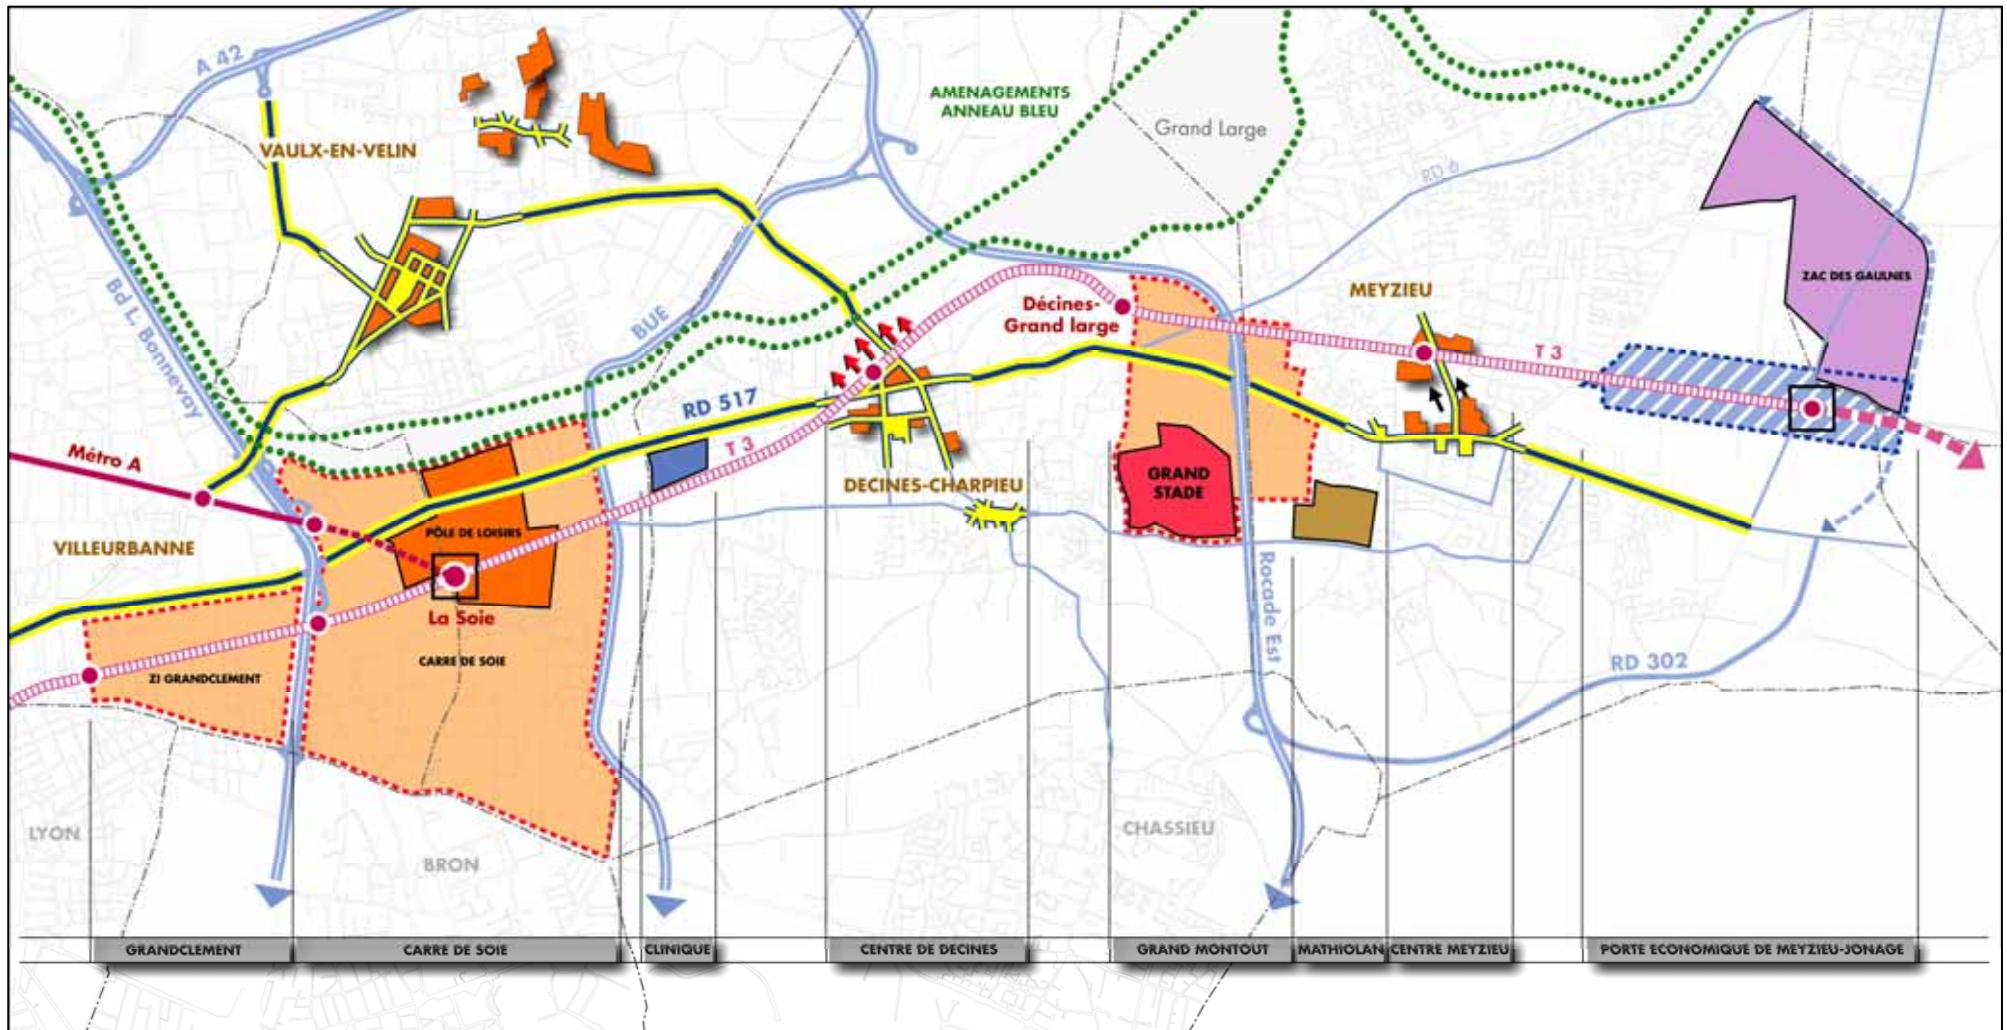 A 42
VAULX-EN-VELIN
AMENAGEMENTS
ANNEAU BLEU
Grand Large
RD 6
ZAC DES GAULNES
Bd L. Bonnevay
BUE
Décines-
Grand large
MEYZIEU
T 3
RD 517
T 3
Métro A
DECINES-CHARPIEU
GRAND
STADE
PÔLE DE LOISIRS
VILLEURBANNE
La Soie
Rocade Est
CARRE DE SOIE
ZI GRANDCLEMENT
RD 302
LYON
BRON
CHASSIEU
GRANDCLEMENT
CARRE DE SOIE
CLINIQUE
CENTRE DE DECINES
GRAND MONTOUT
MATHIOLAN
CENTRE MEYZIEU
PORTE ECONOMIQUE DE MEYZIEU-JONAGE